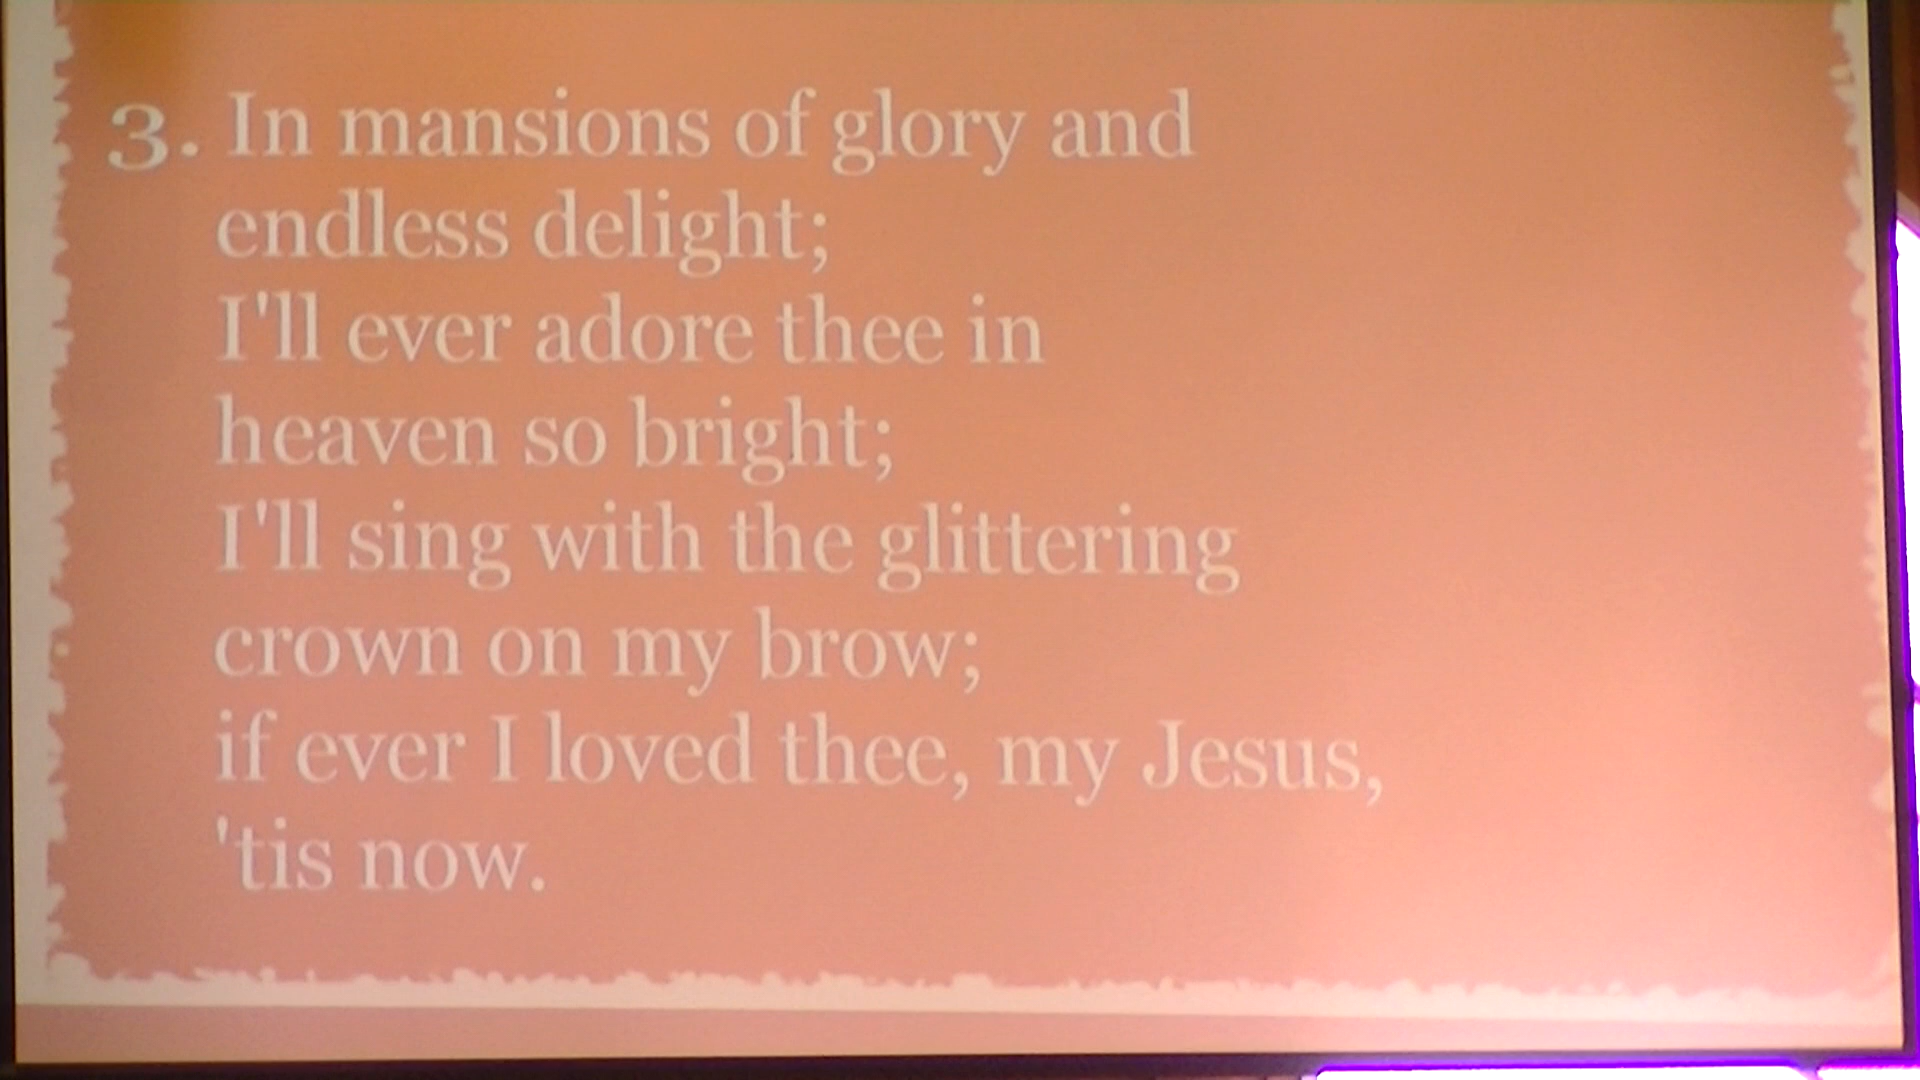 3. In mansions of glory and
endless delight;
I'll ever adore thee in
heaven so bright;
I'll sing with the glittering
crown on my brow;
if ever I loved thee, my Jesus,
'tis now.